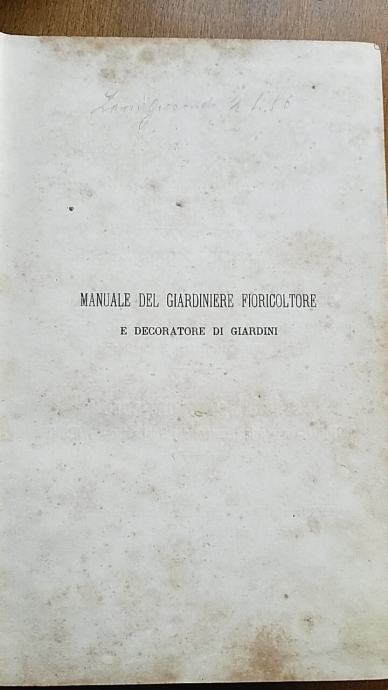 MANUALE DEL GIARDINIERE FIORICOLTORE
E DECORATORE DI GIARDINI